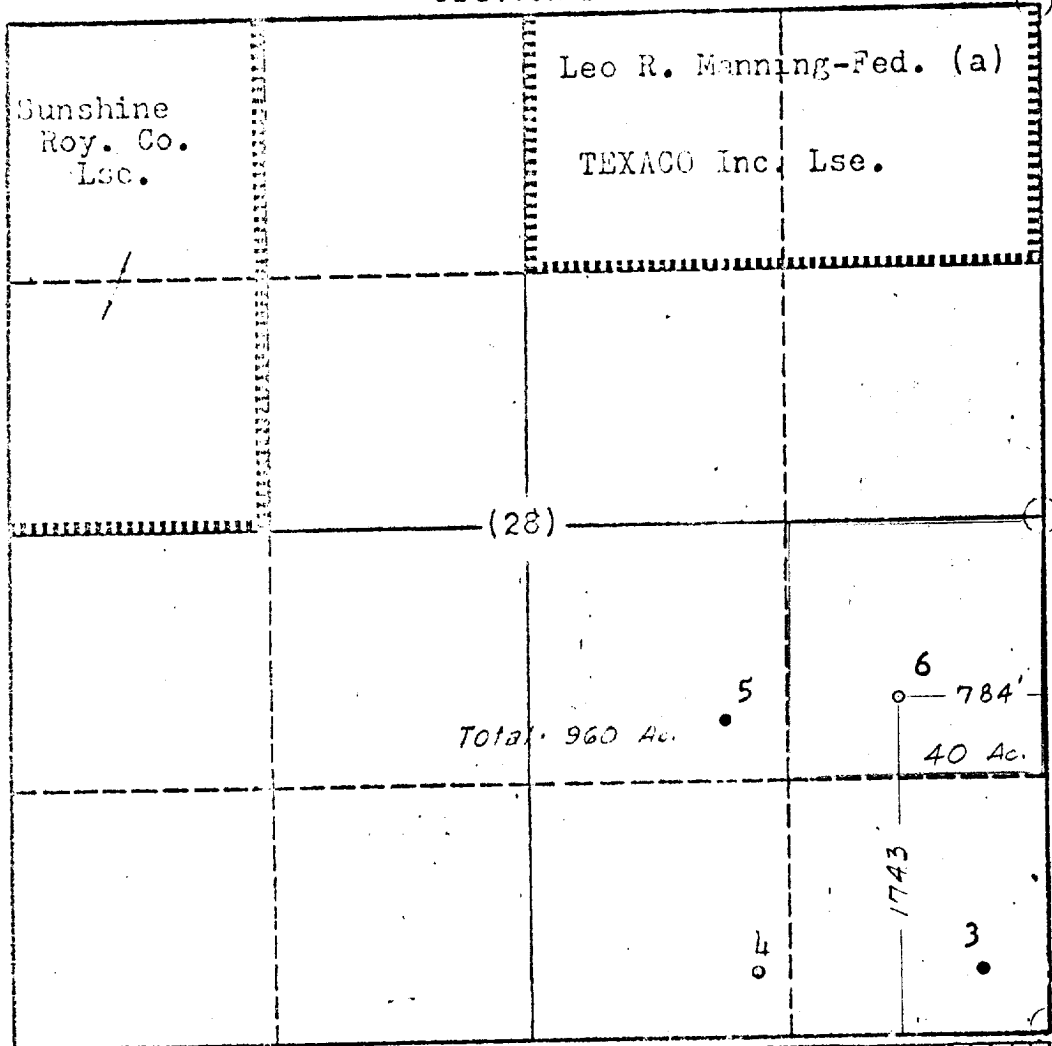 Leo R. Manning-Fed. (a)
Sunshine
Roy. Co.
Lse.
TEXACO Inc. Lse.
(28)
6
784'
5
Total. 960 Ac.
40 Ac.
1743
4
3